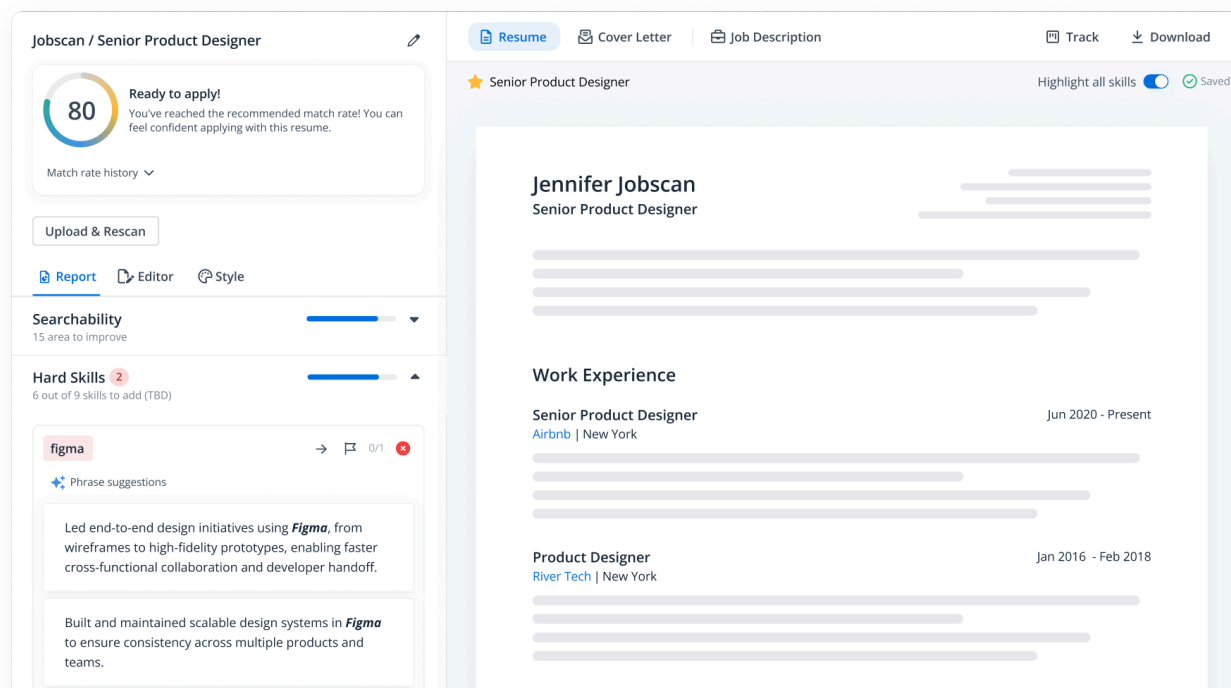 Jobscan / Senior Product Designer
80
Ready to apply!
You've reached the recommended match rate! You can
feel confident applying with this resume.
Match rate history
Upload & Rescan
Report
Editor
Style
Searchability
15 area to improve
Hard Skills 2
6 out of 9 skills to add (TBD)
figma
0/1
Phrase suggestions
Led end-to-end design initiatives using Figma, from
wireframes to high-fidelity prototypes, enabling faster
cross-functional collaboration and developer handoff.
Built and maintained scalable design systems in Figma
to ensure consistency across multiple products and
teams.
Resume
Cover Letter
Job Description
Track
Download
Senior Product Designer
Highlight all skills
Saved
Jennifer Jobscan
Senior Product Designer
Work Experience
Senior Product Designer
Jun 2020 - Present
Airbnb | New York
Product Designer
Jan 2016 - Feb 2018
River Tech | New York